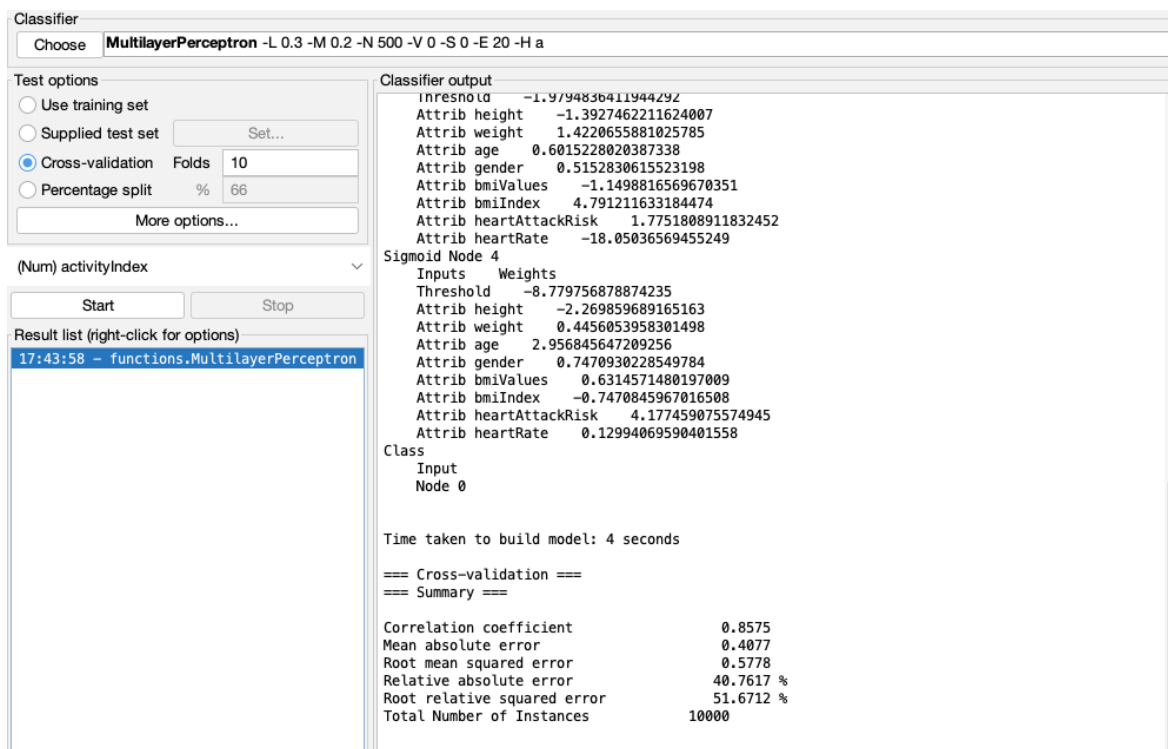 Classifier
Choose MultilayerPerceptron -L 0.3 -M 0.2 -N 500 -V 0 -S 0 -E 20 -H a
Test options
Use training set
Supplied test set Set...
Cross-validation Folds 10
Percentage split % 66
More options...
(Num) activityIndex
Start Stop
Result list (right-click for options)
17:43:58 – functions.MultilayerPerceptron
Classifier output
Threshold -1.9794836411944292
Attrib height -1.3927462211624007
Attrib weight 1.4220655881025785
Attrib age 0.6015228020387338
Attrib gender 0.5152830615523198
Attrib bmiValues -1.1498816569670351
Attrib bmiIndex 4.791211633184474
Attrib heartAttackRisk 1.7751808911832452
Attrib heartRate -18.05036569455249
Sigmoid Node 4
Inputs Weights
Threshold -8.779756878874235
Attrib height -2.269859689165163
Attrib weight 0.4456053958301498
Attrib age 2.956845647209256
Attrib gender 0.7470930228549784
Attrib bmiValues 0.6314571480197009
Attrib bmiIndex -0.7470845967016508
Attrib heartAttackRisk 4.177459075574945
Attrib heartRate 0.12994069590401558
Class
Input
Node 0
Time taken to build model: 4 seconds
=== Cross-validation ===
=== Summary ===
Correlation coefficient 0.8575
Mean absolute error 0.4077
Root mean squared error 0.5778
Relative absolute error 40.7617 %
Root relative squared error 51.6712 %
Total Number of Instances 10000